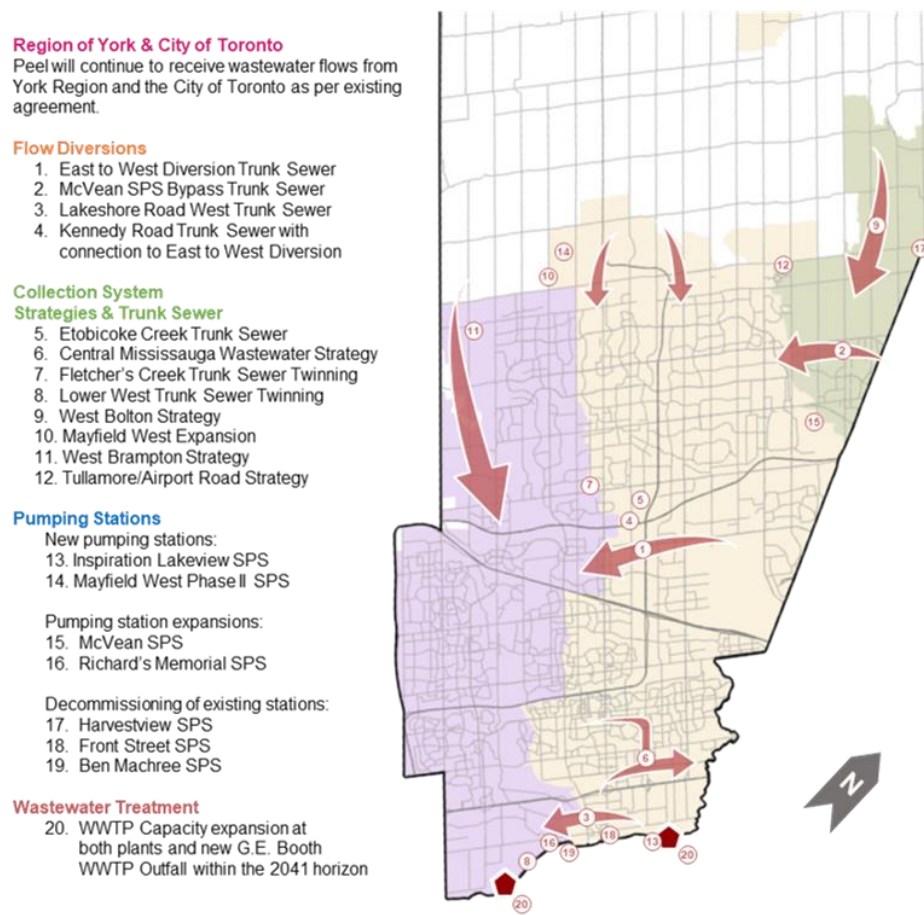 Region of York & City of Toronto
Peel will continue to receive wastewater flows from
York Region and the City of Toronto as per existing
agreement.
Flow Diversions
1. East to West Diversion Trunk Sewer
2. McVean SPS Bypass Trunk Sewer
3. Lakeshore Road West Trunk Sewer
4. Kennedy Road Trunk Sewer with
connection to East to West Diversion
Collection System
Strategies & Trunk Sewer
5. Etobicoke Creek Trunk Sewer
6. Central Mississauga Wastewater Strategy
7. Fletcher's Creek Trunk Sewer Twinning
8. Lower West Trunk Sewer Twinning
9. West Bolton Strategy
10. Mayfield West Expansion
11. West Brampton Strategy
12. Tullamore/Airport Road Strategy
Pumping Stations
New pumping stations:
13. Inspiration Lakeview SPS
14. Mayfield West Phase II SPS
Pumping station expansions:
15. McVean SPS
16. Richard's Memorial SPS
Decommissioning of existing stations:
17. Harvestview SPS
18. Front Street SPS
19. Ben Machree SPS
Wastewater Treatment
20. WWTP Capacity expansion at
both plants and new G.E. Booth
WWTP Outfall within the 2041 horizon
9
17
14
12
10
11
2
15
7
5
4
1
6
N
3
18
16
13
19
20
8
20